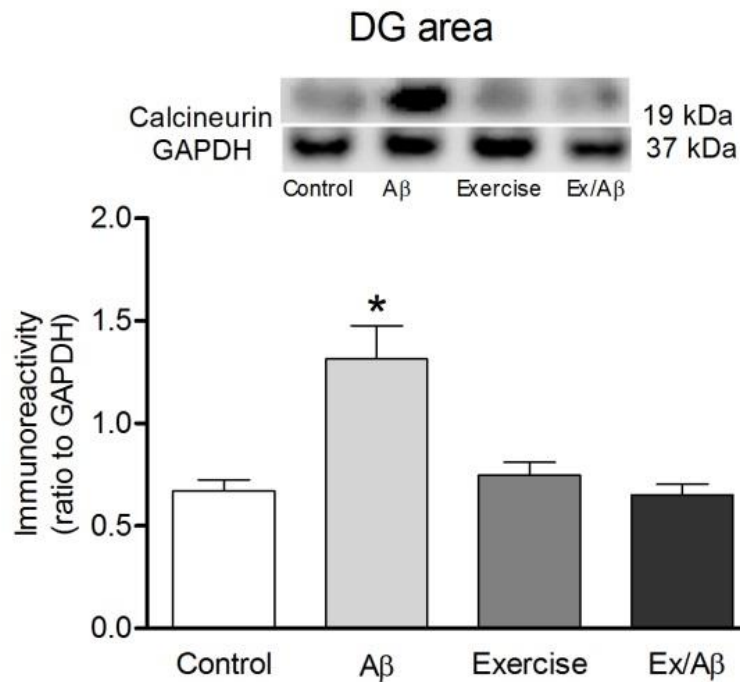 DG area
Calcineurin 19 kDa
GAPDH 37 kDa
Control Aβ Exercise Ex/Aβ
2.0
1.5
1.0
0.5
0.0
Immunoreactivity
(ratio to GAPDH)
*
Control Aβ Exercise Ex/Aβ